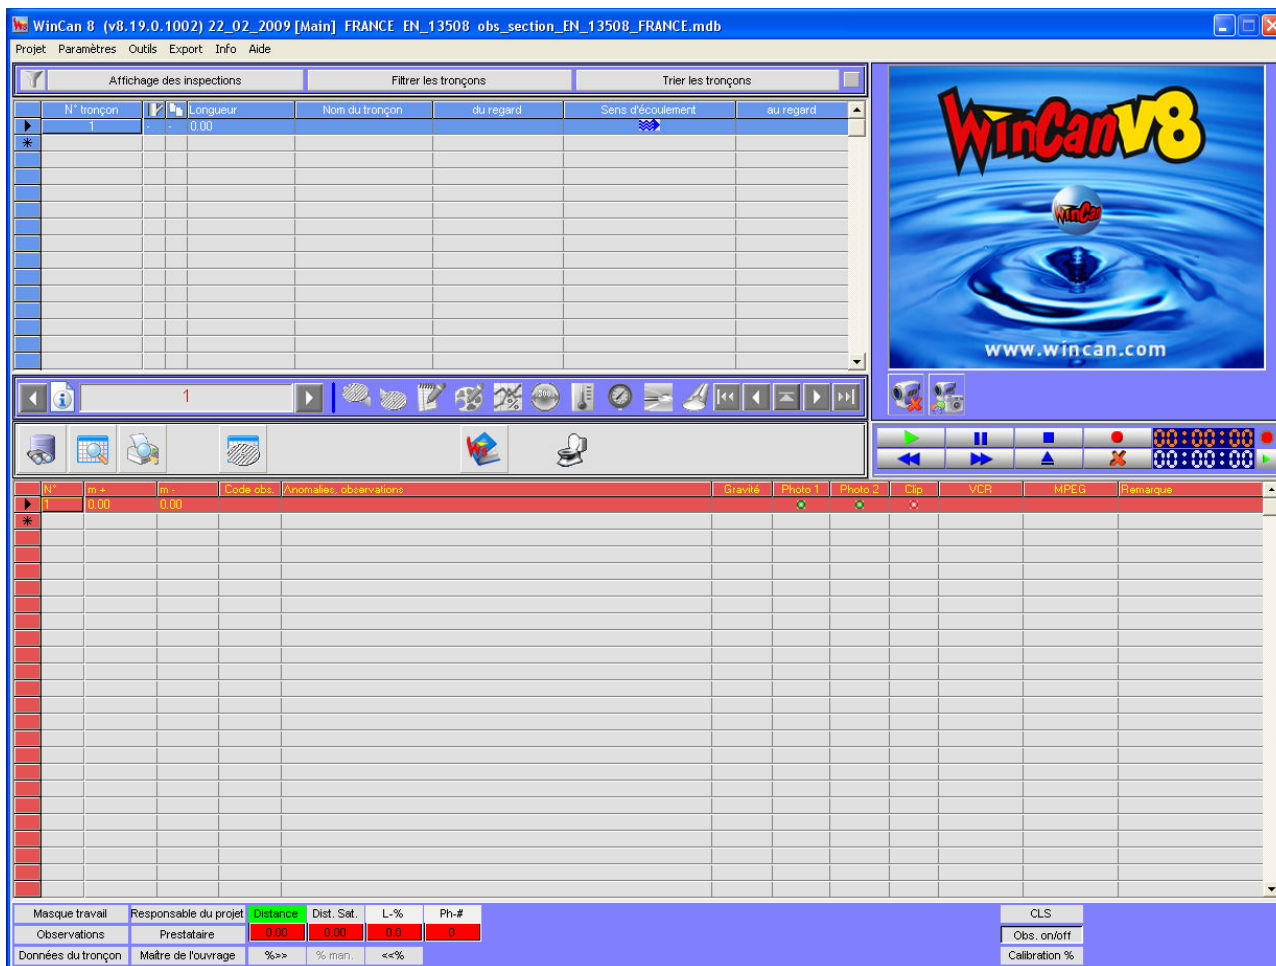 WinCan 8 (v8.19.0.1002) 22_02_2009 [Main] FRANCE EN_13508 obs_section_EN_13508_FRANCE.mdb
Projet Paramètres Outils Export Info Aide
Affichage des inspections Filtrer les tronçons Trier les tronçons
N° tronçon Longueur Nom du tronçon du regard Sens d'écoulement au regard
1 - - 0.00
WinCanV8
WinCan
www.wincan.com
1
00:00:00
00:00:00
N° m + m - Code obs. Anomalies, observations Gravité Photo 1 Photo 2 Clip VCR MPEG Remarque
1 0.00 0.00
Masque travail Responsable du projet Distance Dist. Sat. L-% Ph-# CLS
Observations Prestataire 0.00 0.00 0.0 0 Obs. on/off
Données du tronçon Maître de l'ouvrage %>> % man. <<% Calibration %